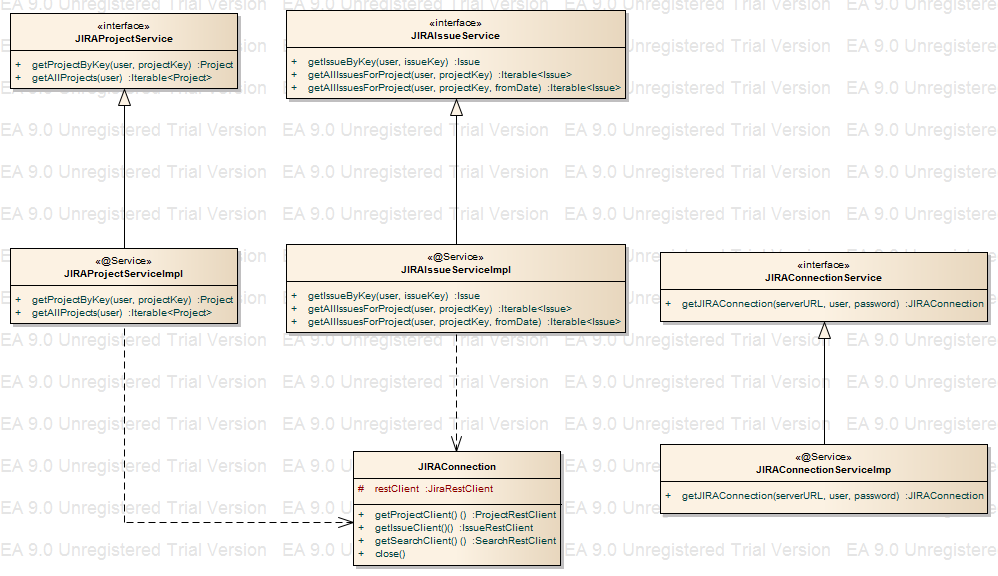 «interface»
JIRAProjectService
+ getProjectByKey(user, projectKey) :Project
+ getAllProjects(user) :Iterable<Project>
«interface»
JIRAIssueService
+ getIssueByKey(user, issueKey) :Issue
+ getAllIssuesForProject(user, projectKey) :Iterable<Issue>
+ getAllIssuesForProject(user, projectKey, fromDate) :Iterable<Issue>
«@Service»
JIRAProjectServiceImpl
+ getProjectByKey(user, projectKey) :Project
+ getAllProjects(user) :Iterable<Project>
«@Service»
JIRAIssueServiceImpl
+ getIssueByKey(user, issueKey) :Issue
+ getAllIssuesForProject(user, projectKey) :Iterable<Issue>
+ getAllIssuesForProject(user, projectKey, fromDate) :Iterable<Issue>
«interface»
JIRAConnectionService
+ getJIRAConnection(serverURL, user, password) :JIRAConnection
JIRAConnection
# restClient :JiraRestClient
+ getProjectClient() () :ProjectRestClient
+ getIssueClient()() :IssueRestClient
+ getSearchClient() () :SearchRestClient
+ close()
«@Service»
JIRAConnectionServiceImp
+ getJIRAConnection(serverURL, user, password) :JIRAConnection
EA 9.0 Unregistered Trial Version